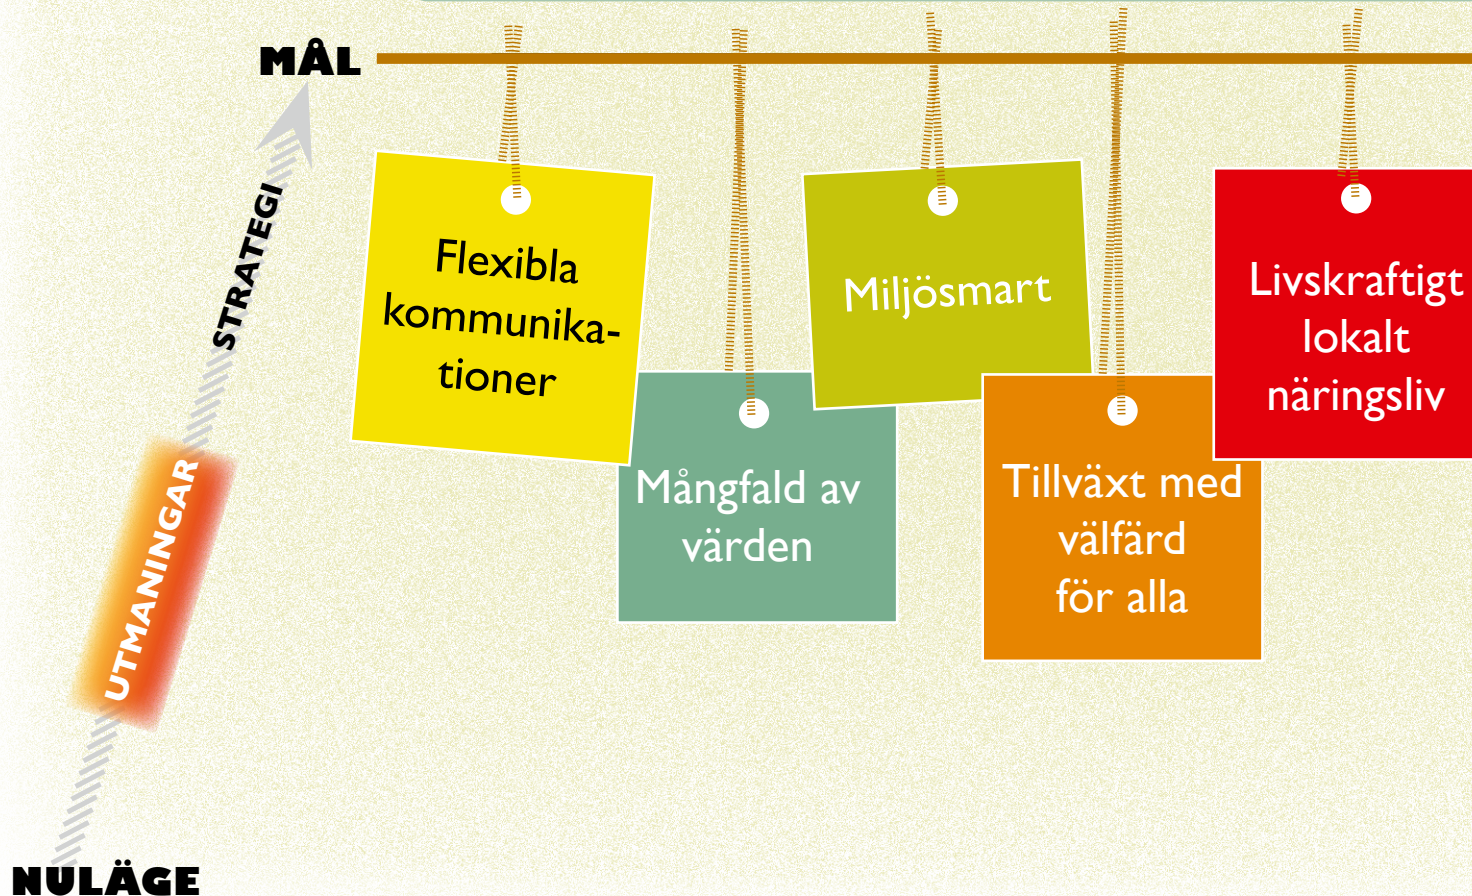 MÅL
STRATEGI
UTMANINGAR
NULÄGE
Flexibla
kommunika-
tioner
Mångfald av
värden
Miljösmart
Tillväxt med
välfärd
för alla
Livskraftigt
lokalt
näringsliv